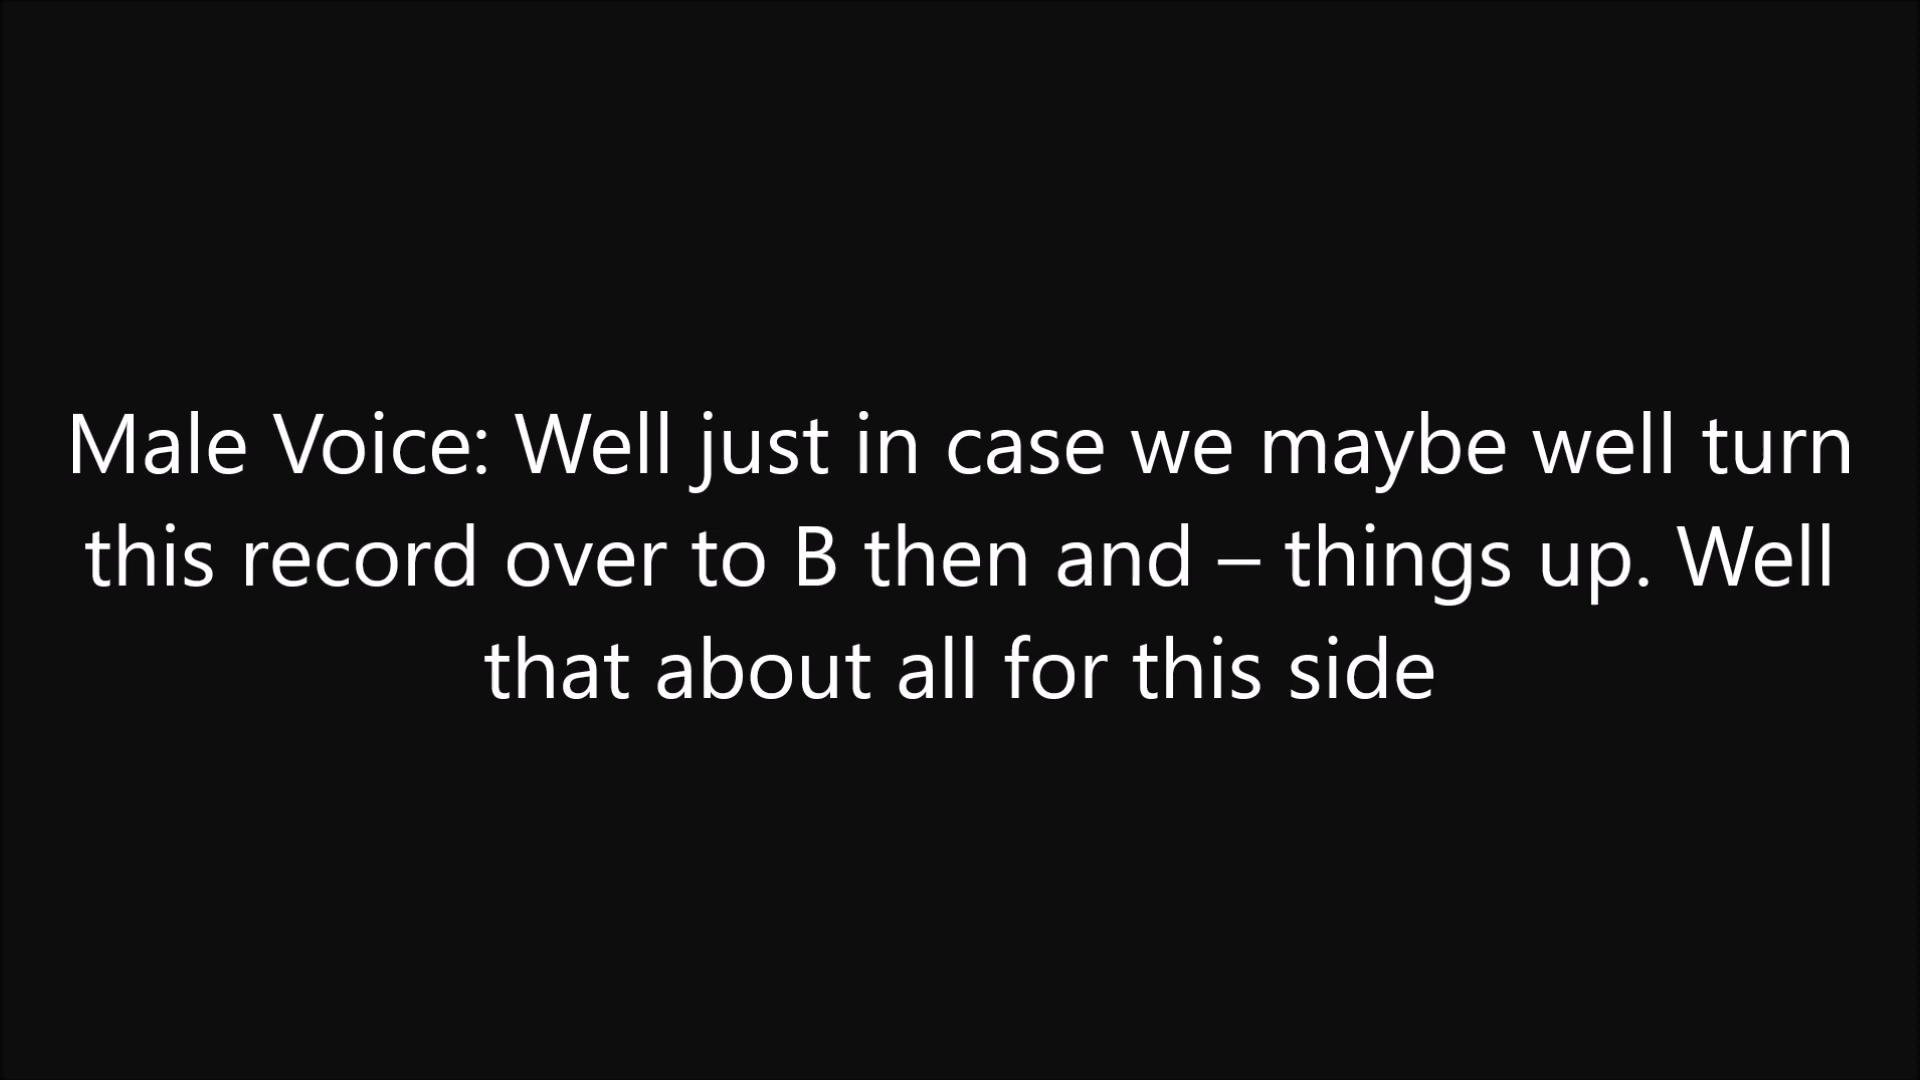 Male Voice: Well just in case we maybe well turn
this record over to B then and – things up. Well
that about all for this side